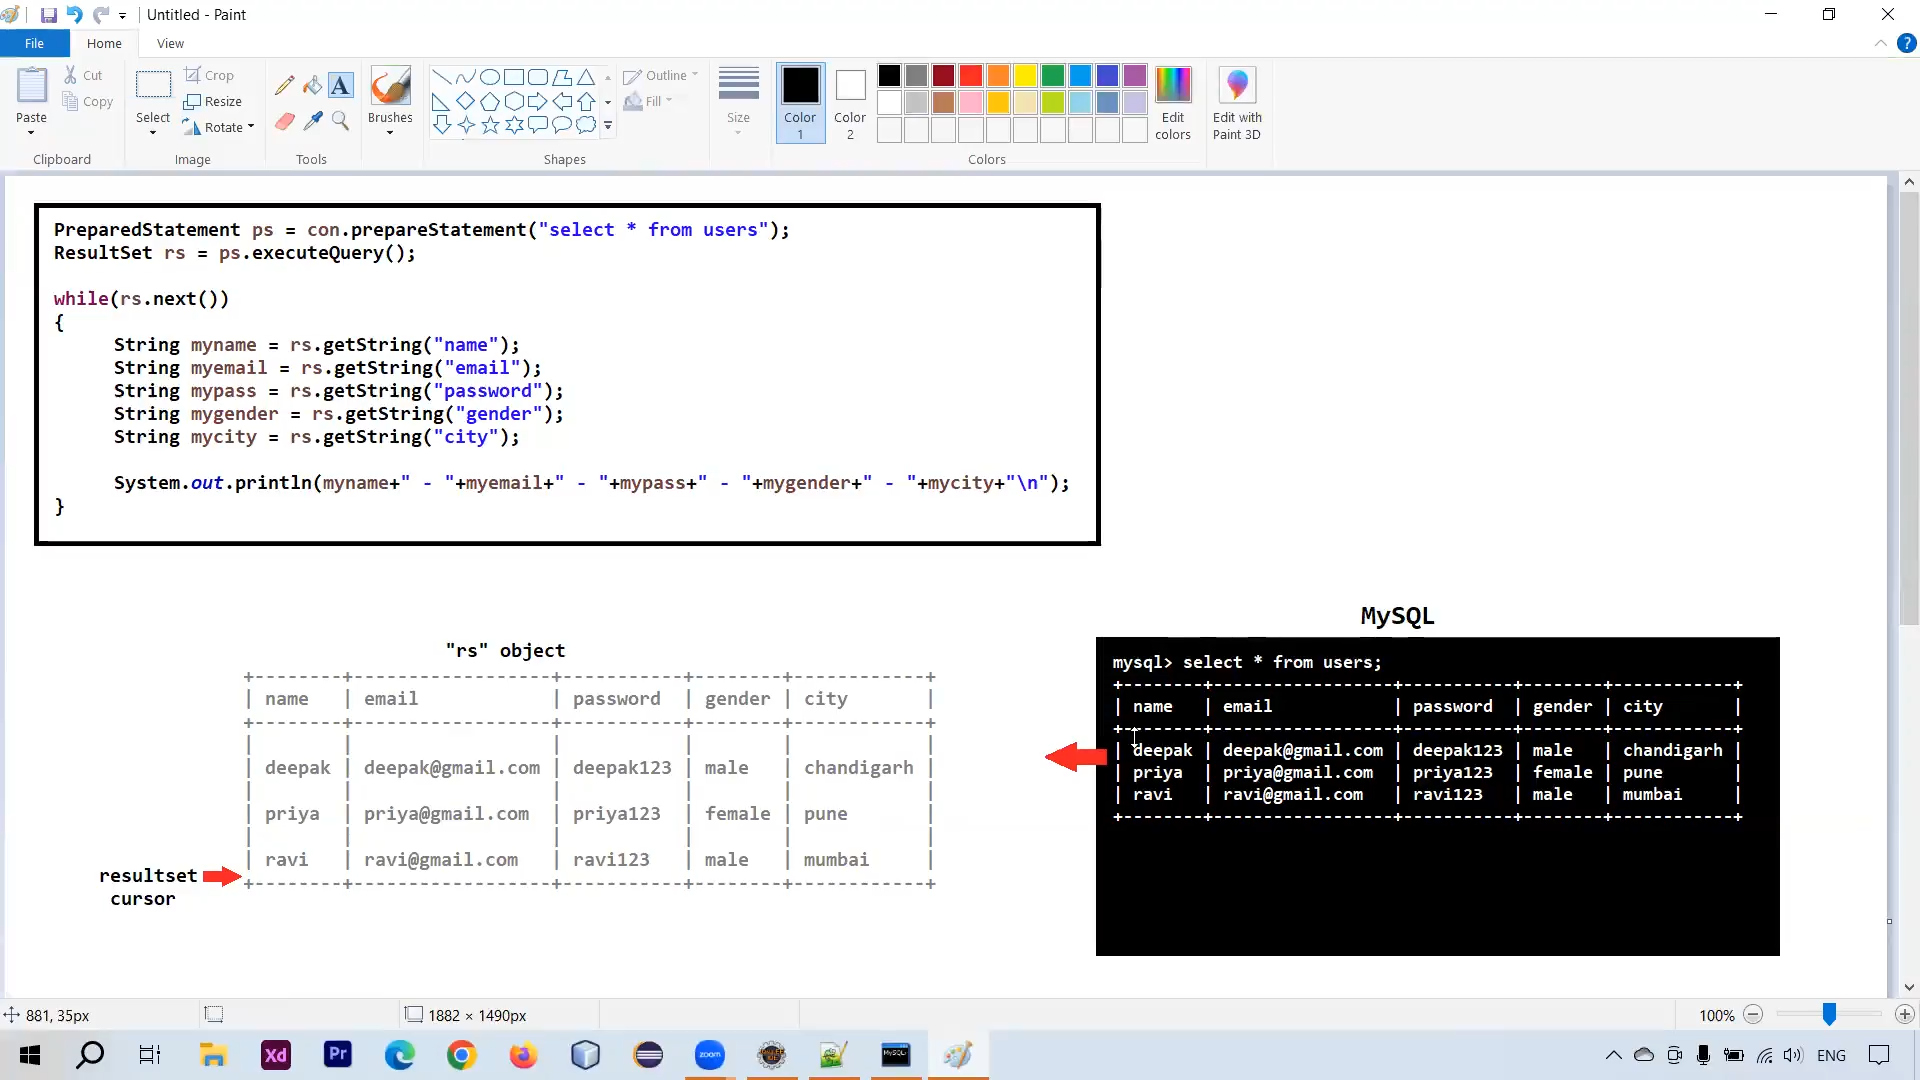 Untitled - Paint
File Home View
Paste
Cut
Copy
Clipboard
Select
Crop
Resize
Rotate
Image
Tools
Brushes
Shapes
Outline
Fill
Size
Color 1
Color 2
Edit colors
Edit with Paint 3D
Colors
PreparedStatement ps = con.prepareStatement("select * from users");
ResultSet rs = ps.executeQuery();
while(rs.next())
{
String myname = rs.getString("name");
String myemail = rs.getString("email");
String mypass = rs.getString("password");
String mygender = rs.getString("gender");
String mycity = rs.getString("city");
System.out.println(myname+" - "+myemail+" - "+mypass+" - "+mygender+" - "+mycity+"\n");
}
"rs" object
+--------+------------------+-----------+--------+------------+
| name | email | password | gender | city |
+--------+------------------+-----------+--------+------------+
| deepak | deepak@gmail.com | deepak123 | male | chandigarh |
| priya | priya@gmail.com | priya123 | female | pune |
| ravi | ravi@gmail.com | ravi123 | male | mumbai |
+--------+------------------+-----------+--------+------------+
resultset
cursor
MySQL
mysql> select * from users;
+--------+------------------+-----------+--------+------------+
| name | email | password | gender | city |
+--------+------------------+-----------+--------+------------+
| deepak | deepak@gmail.com | deepak123 | male | chandigarh |
| priya | priya@gmail.com | priya123 | female | pune |
| ravi | ravi@gmail.com | ravi123 | male | mumbai |
+--------+------------------+-----------+--------+------------+
881, 35px
1882 × 1490px
100%
Xd Pr zoom MySQL
ENG